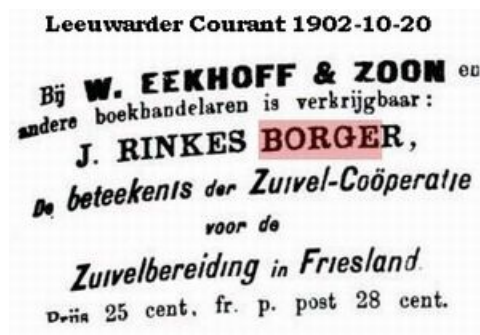 Leeuwarder Courant 1902-10-20
Bij W. EEKHOFF & ZOON en
andere boekhandelaren is verkrijgbaar:
J. RINKES BORGER,
De beteekenis der Zuivel-Coöperatie
voor de
Zuivelbereiding in Friesland.
Prijs 25 cent. fr. p. post 28 cent.